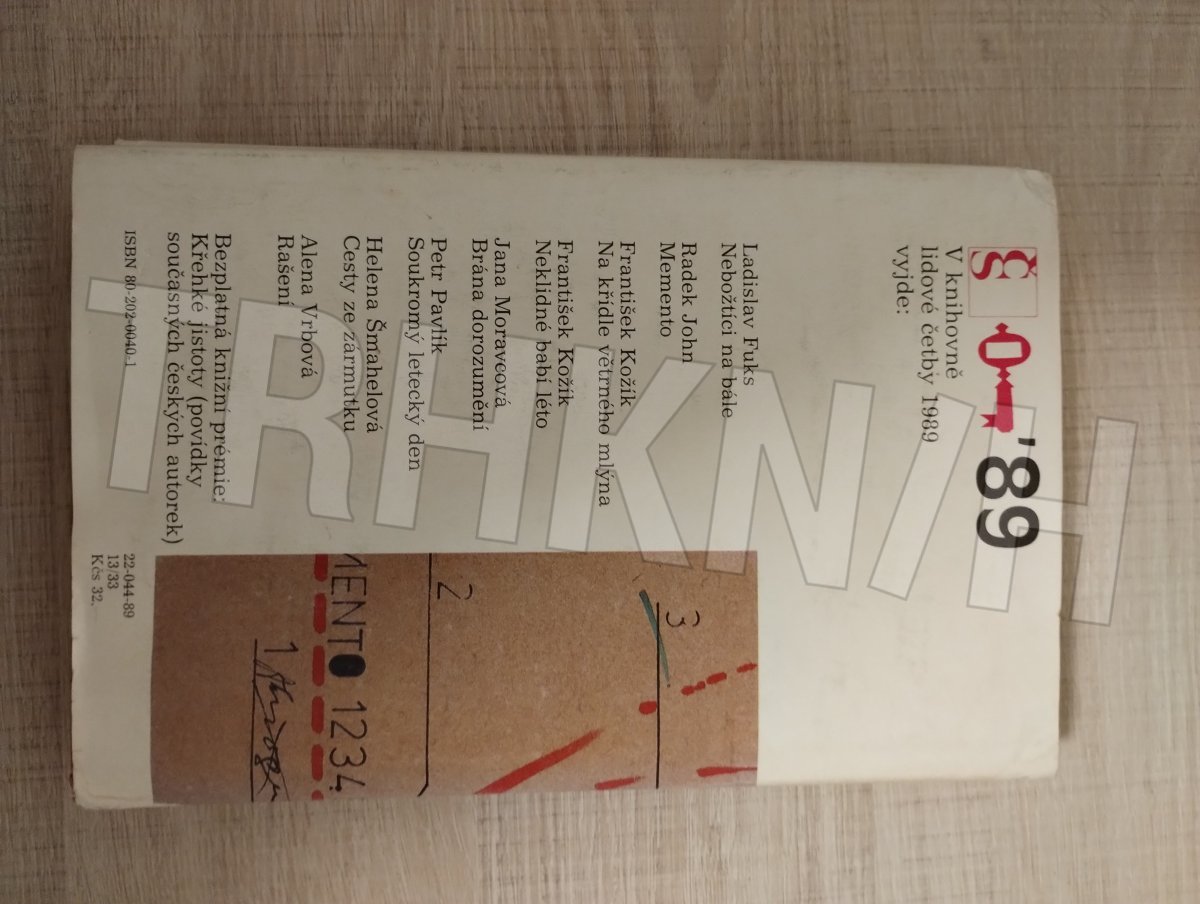 Č
S
'89
V knihovně
lidové četby 1989
vyjde:
Ladislav Fuks
Nebožtíci na bále
Radek John
Memento
František Kožík
Na křídle větrného mlýna
František Kožík
Neklidné babí léto
Jana Moravcová
Brána dorozumění
Petr Pavlík
Soukromý letecký den
Helena Šmahelová
Cesty ze zármutku
Alena Vrbová
Rašení
Bezplatná knižní prémie:
Křehké jistoty (povídky
současných českých autorek)
ISBN 80-202-0040-1
22-044-89
13/33
Kčs 32.
3
2
MENTO 1234
1
TRHKNIH